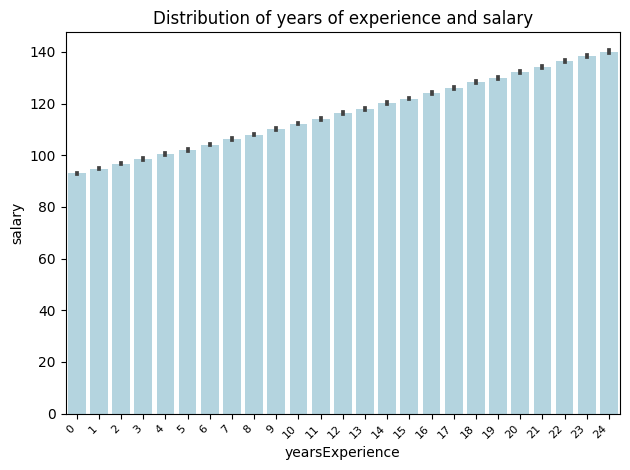 Distribution of years of experience and salary
140
120
100
80
60
40
20
0
salary
0 1 2 3 4 5 6 7 8 9 10 11 12 13 14 15 16 17 18 19 20 21 22 23 24
yearsExperience